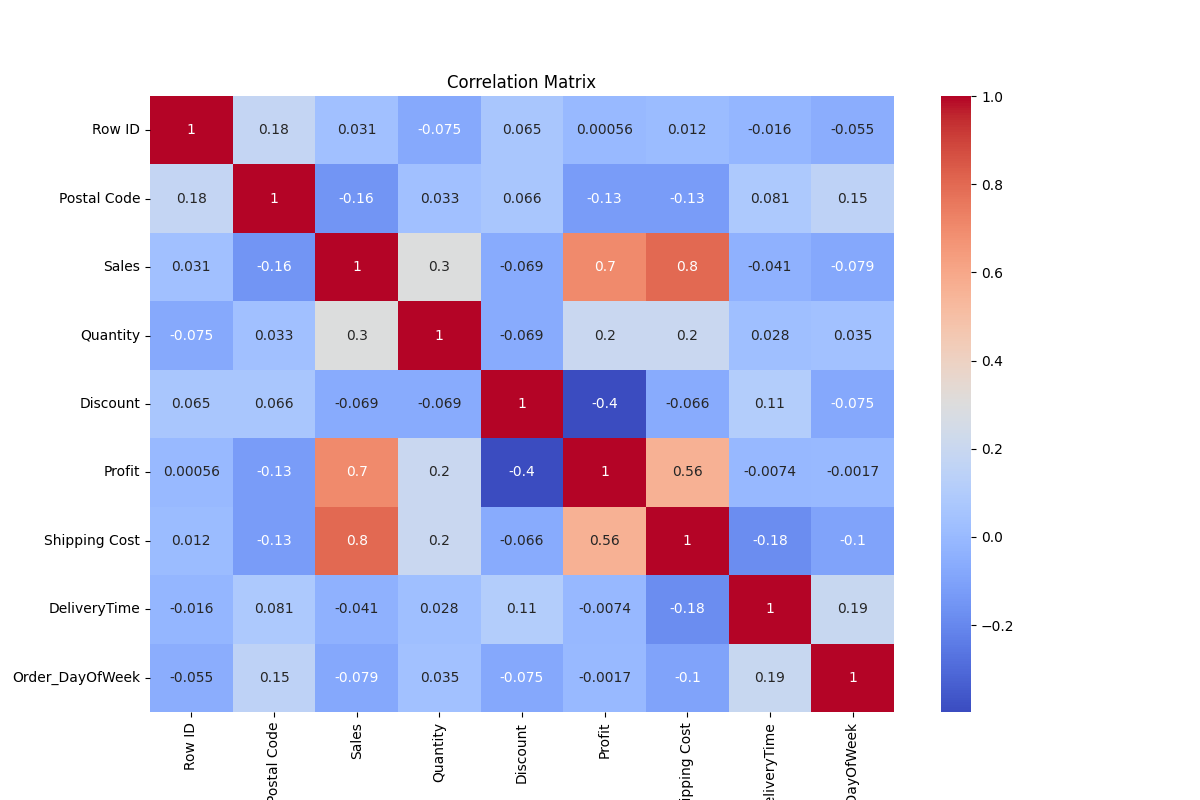 Correlation Matrix
Row ID 1 0.18 0.031 -0.075 0.065 0.00056 0.012 -0.016 -0.055
Postal Code 0.18 1 -0.16 0.033 0.066 -0.13 -0.13 0.081 0.15
Sales 0.031 -0.16 1 0.3 -0.069 0.7 0.8 -0.041 -0.079
Quantity -0.075 0.033 0.3 1 -0.069 0.2 0.2 0.028 0.035
Discount 0.065 0.066 -0.069 -0.069 1 -0.4 -0.066 0.11 -0.075
Profit 0.00056 -0.13 0.7 0.2 -0.4 1 0.56 -0.0074 -0.0017
Shipping Cost 0.012 -0.13 0.8 0.2 -0.066 0.56 1 -0.18 -0.1
DeliveryTime -0.016 0.081 -0.041 0.028 0.11 -0.0074 -0.18 1 0.19
Order_DayOfWeek -0.055 0.15 -0.079 0.035 -0.075 -0.0017 -0.1 0.19 1
Row ID
Postal Code
Sales
Quantity
Discount
Profit
ipping Cost
eliveryTime
DayOfWeek
1.0
0.8
0.6
0.4
0.2
0.0
−0.2